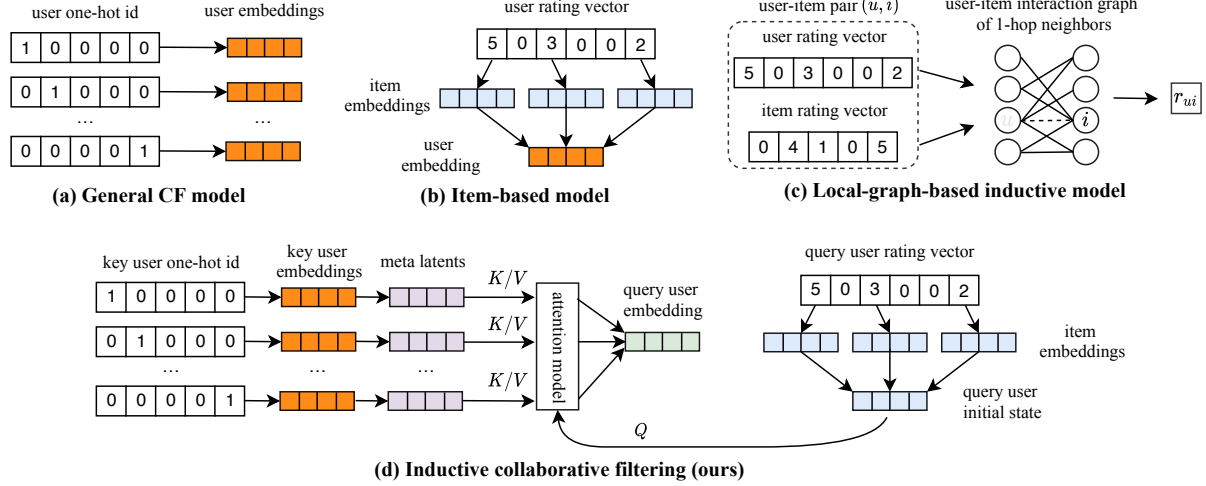 user one-hot id
user embeddings
1 0 0 0 0
0 1 0 0 0
...
...
0 0 0 0 1
(a) General CF model
user rating vector
5 0 3 0 0 2
item
embeddings
user
embedding
(b) Item-based model
user-item pair (u, i)
user rating vector
5 0 3 0 0 2
item rating vector
0 4 1 0 5
user-item interaction graph
of 1-hop neighbors
u
i
r_{ui}
(c) Local-graph-based inductive model
key user one-hot id
key user
embeddings
meta latents
1 0 0 0 0
0 1 0 0 0
...
...
...
0 0 0 0 1
K/V
K/V
K/V
attention model
query user
embedding
Q
query user rating vector
5 0 3 0 0 2
item
embeddings
query user
initial state
(d) Inductive collaborative filtering (ours)